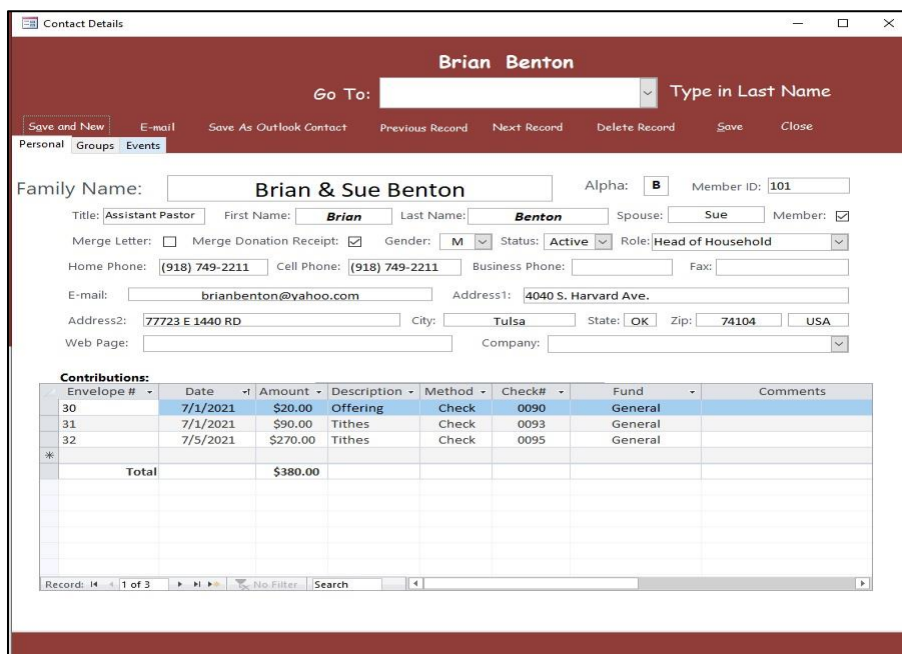 Contact Details
Brian Benton
Go To: Type in Last Name
Save and New E-mail Save As Outlook Contact Previous Record Next Record Delete Record Save Close
Personal Groups Events
Family Name: Brian & Sue Benton Alpha: B Member ID: 101
Title: Assistant Pastor First Name: Brian Last Name: Benton Spouse: Sue Member:
Merge Letter: Merge Donation Receipt: Gender: M Status: Active Role: Head of Household
Home Phone: (918) 749-2211 Cell Phone: (918) 749-2211 Business Phone: Fax:
E-mail: brianbenton@yahoo.com Address1: 4040 S. Harvard Ave.
Address2: 77723 E 1440 RD City: Tulsa State: OK Zip: 74104 USA
Web Page: Company:
Contributions:
Envelope # Date Amount Description Method Check# Fund Comments
30 7/1/2021 $20.00 Offering Check 0090 General
31 7/1/2021 $90.00 Tithes Check 0093 General
32 7/5/2021 $270.00 Tithes Check 0095 General
Total $380.00
Record: 1 of 3 No Filter Search